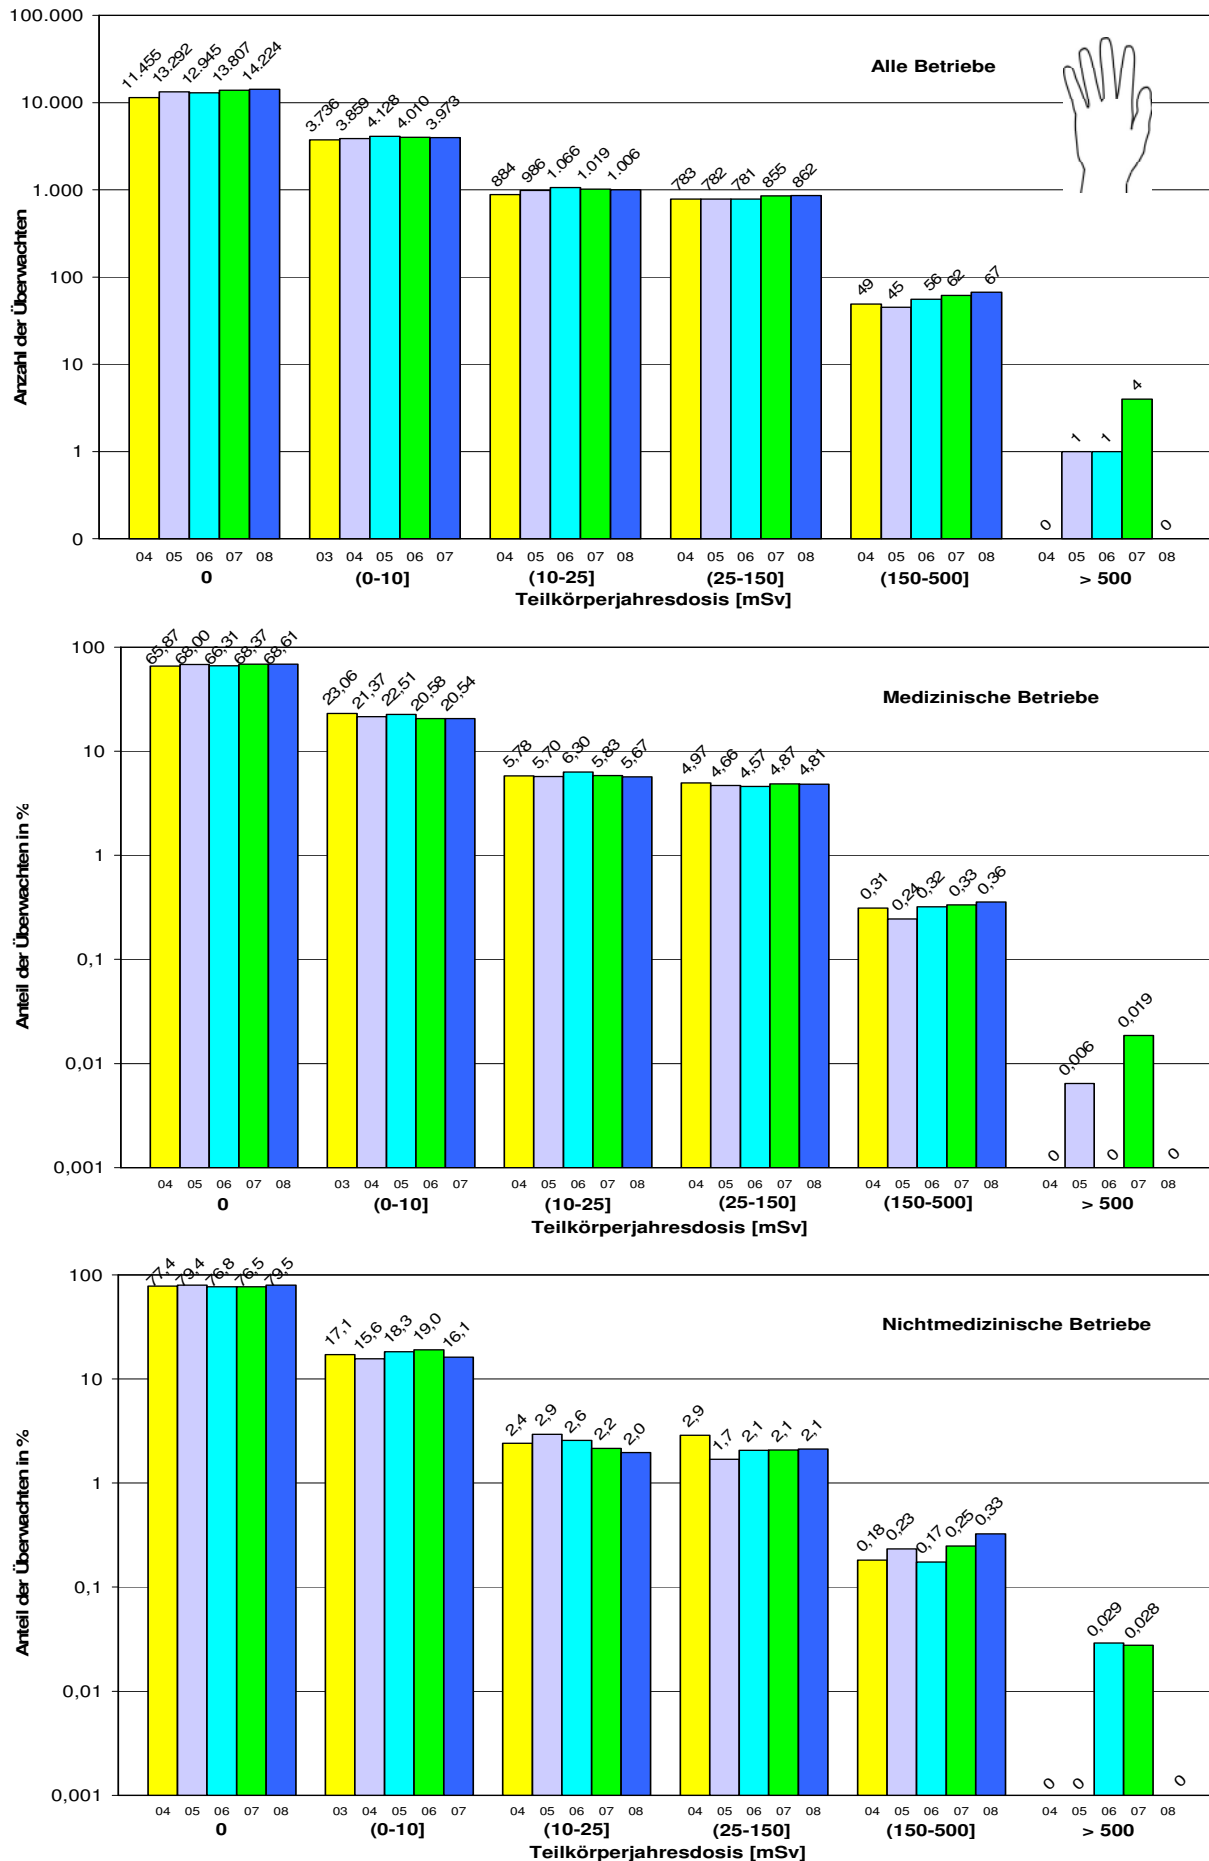 Alle Betriebe
Anzahl der Überwachten
100.000
10.000
1.000
100
10
1
0
11.455 13.292 12.945 13.807 14.224
3.736 3.859 4.128 4.010 3.973
884 986 1.066 1.019 1.006
783 782 781 855 862
49 45 56 62 67
0 1 1 4 0
04 05 06 07 08 03 04 05 06 07 04 05 06 07 08 04 05 06 07 08 04 05 06 07 08 04 05 06 07 08
0 (0-10] (10-25] (25-150] (150-500] > 500
Teilkörperjahresdosis [mSv]
Medizinische Betriebe
Anteil der Überwachten in %
100
10
1
0,1
0,01
0,001
65,87 68,00 66,31 68,37 68,61
23,06 21,37 22,51 20,58 20,54
5,78 5,70 6,30 5,83 5,67
4,97 4,66 4,57 4,87 4,81
0,31 0,24 0,32 0,33 0,36
0 0,006 0 0,019 0
04 05 06 07 08 03 04 05 06 07 04 05 06 07 08 04 05 06 07 08 04 05 06 07 08 04 05 06 07 08
0 (0-10] (10-25] (25-150] (150-500] > 500
Teilkörperjahresdosis [mSv]
Nichtmedizinische Betriebe
Anteil der Überwachten in %
100
10
1
0,1
0,01
0,001
77,4 79,4 76,8 76,5 79,5
17,1 15,6 18,3 19,0 16,1
2,4 2,9 2,6 2,2 2,0
2,9 1,7 2,1 2,1 2,1
0,18 0,23 0,17 0,25 0,33
0 0 0,029 0,028 0
04 05 06 07 08 03 04 05 06 07 04 05 06 07 08 04 05 06 07 08 04 05 06 07 08 04 05 06 07 08
0 (0-10] (10-25] (25-150] (150-500] > 500
Teilkörperjahresdosis [mSv]